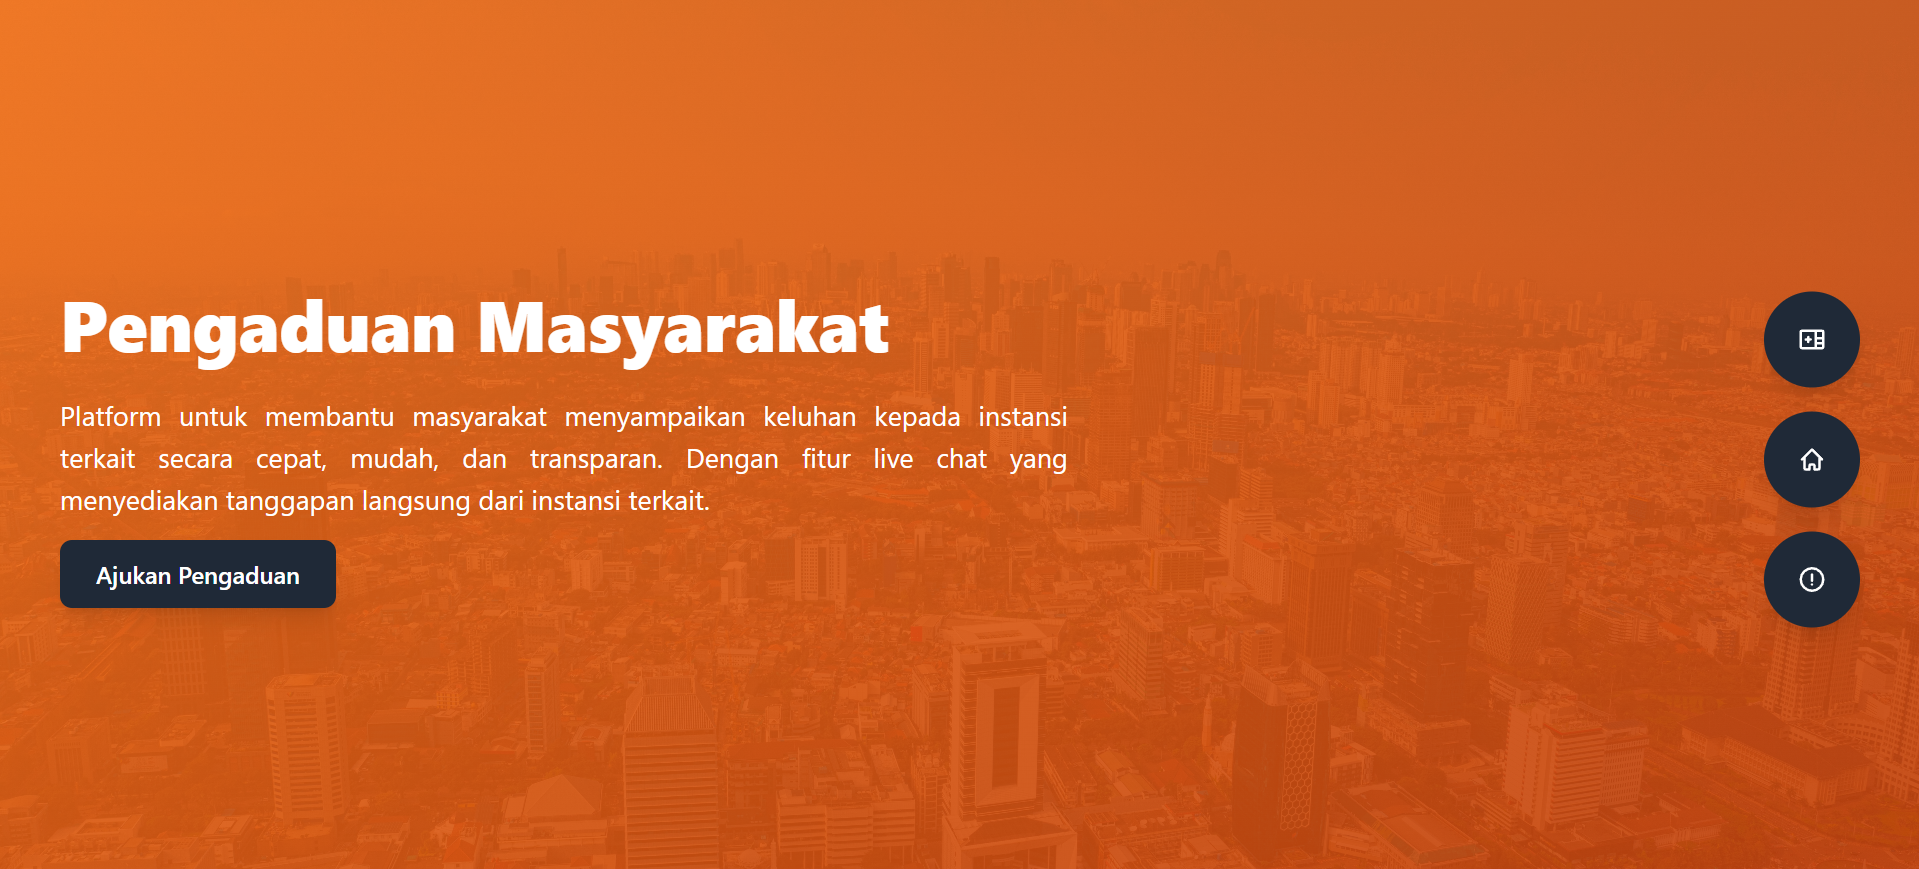 Pengaduan Masyarakat
Platform untuk membantu masyarakat menyampaikan keluhan kepada instansi
terkait secara cepat, mudah, dan transparan. Dengan fitur live chat yang
menyediakan tanggapan langsung dari instansi terkait.
Ajukan Pengaduan